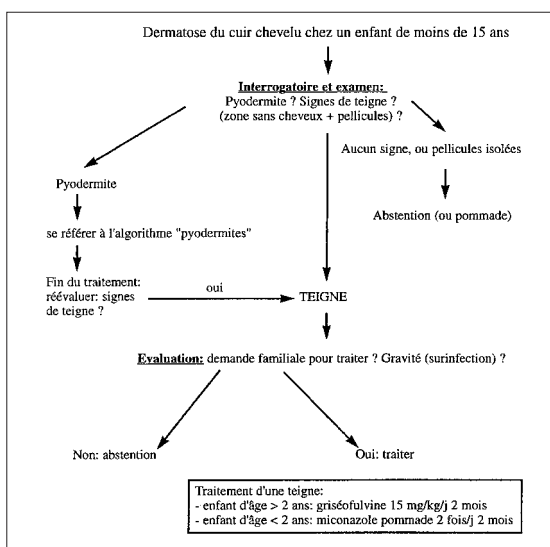 Dermatose du cuir chevelu chez un enfant de moins de 15 ans
Interrogatoire et examen:
Pyodermite ? Signes de teigne ?
(zone sans cheveux + pellicules) ?
Aucun signe, ou pellicules isolées
Pyodermite
Abstention (ou pommade)
se référer à l'algorithme "pyodermites"
Fin du traitement:
réévaluer: signes
de teigne ?
oui
TEIGNE
Evaluation: demande familiale pour traiter ? Gravité (surinfection) ?
Non: abstention
Oui: traiter
Traitement d'une teigne:
- enfant d'âge > 2 ans: griséofulvine 15 mg/kg/j 2 mois
- enfant d'âge < 2 ans: miconazole pommade 2 fois/j 2 mois